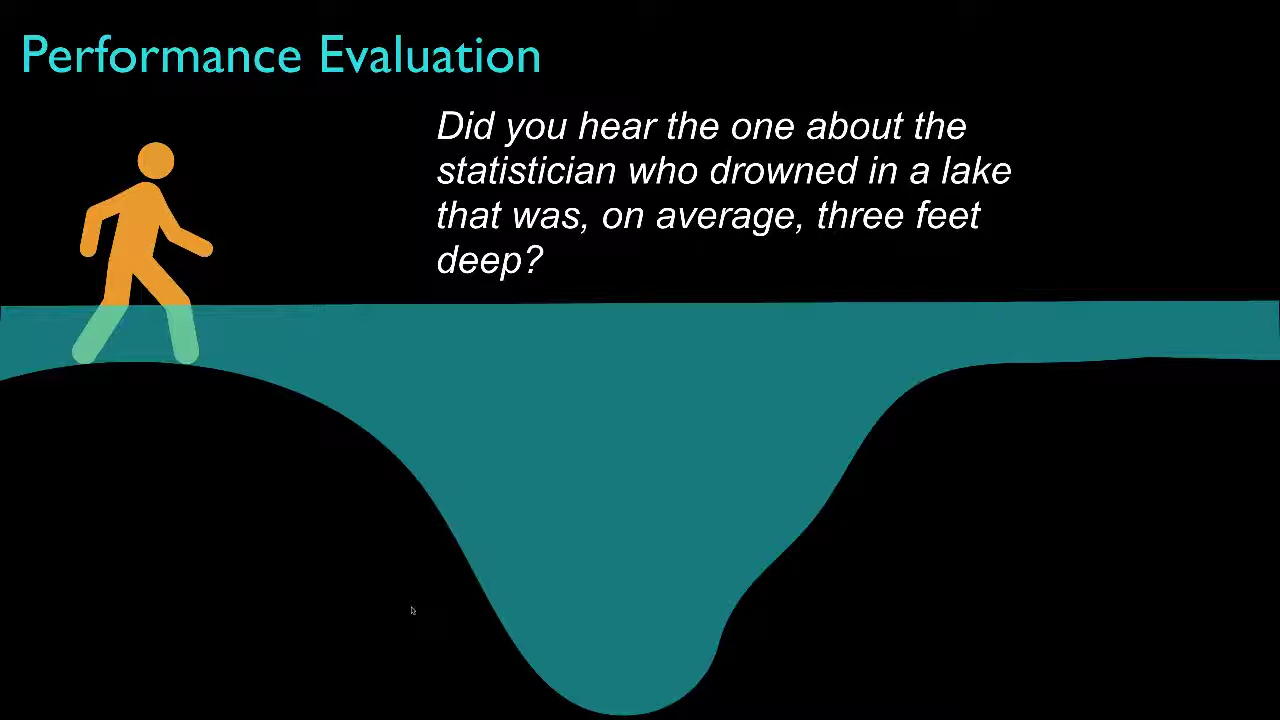 Performance Evaluation
Did you hear the one about the
statistician who drowned in a lake
that was, on average, three feet
deep?